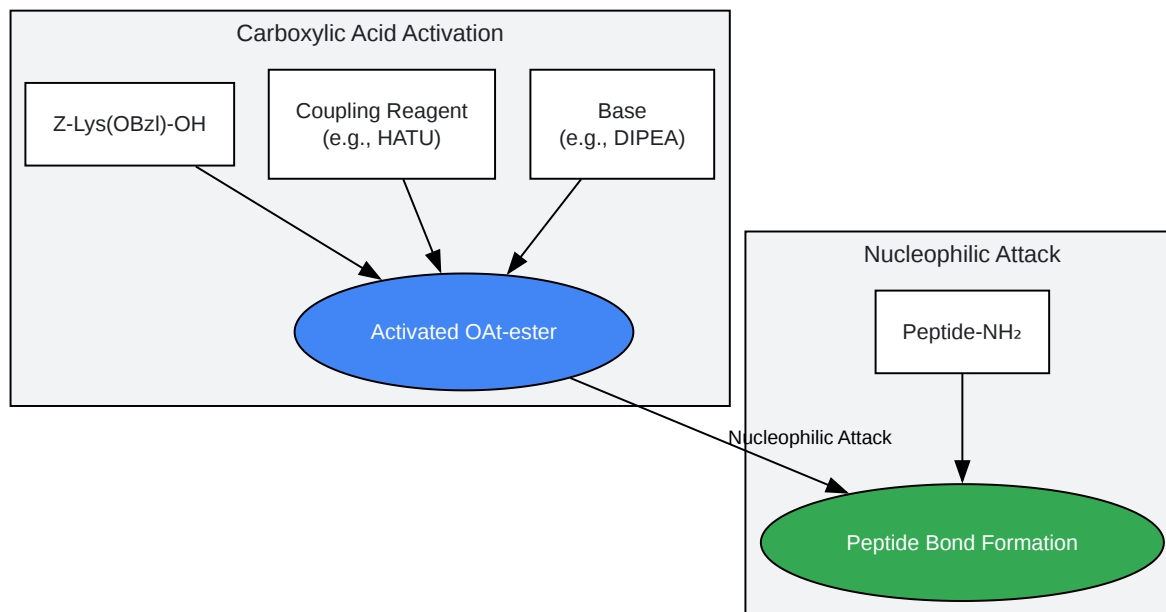 Carboxylic Acid Activation
Z-Lys(OBzl)-OH
Coupling Reagent
(e.g., HATU)
Base
(e.g., DIPEA)
Activated OAt-ester
Nucleophilic Attack
Peptide-NH₂
Nucleophilic Attack
Peptide Bond Formation